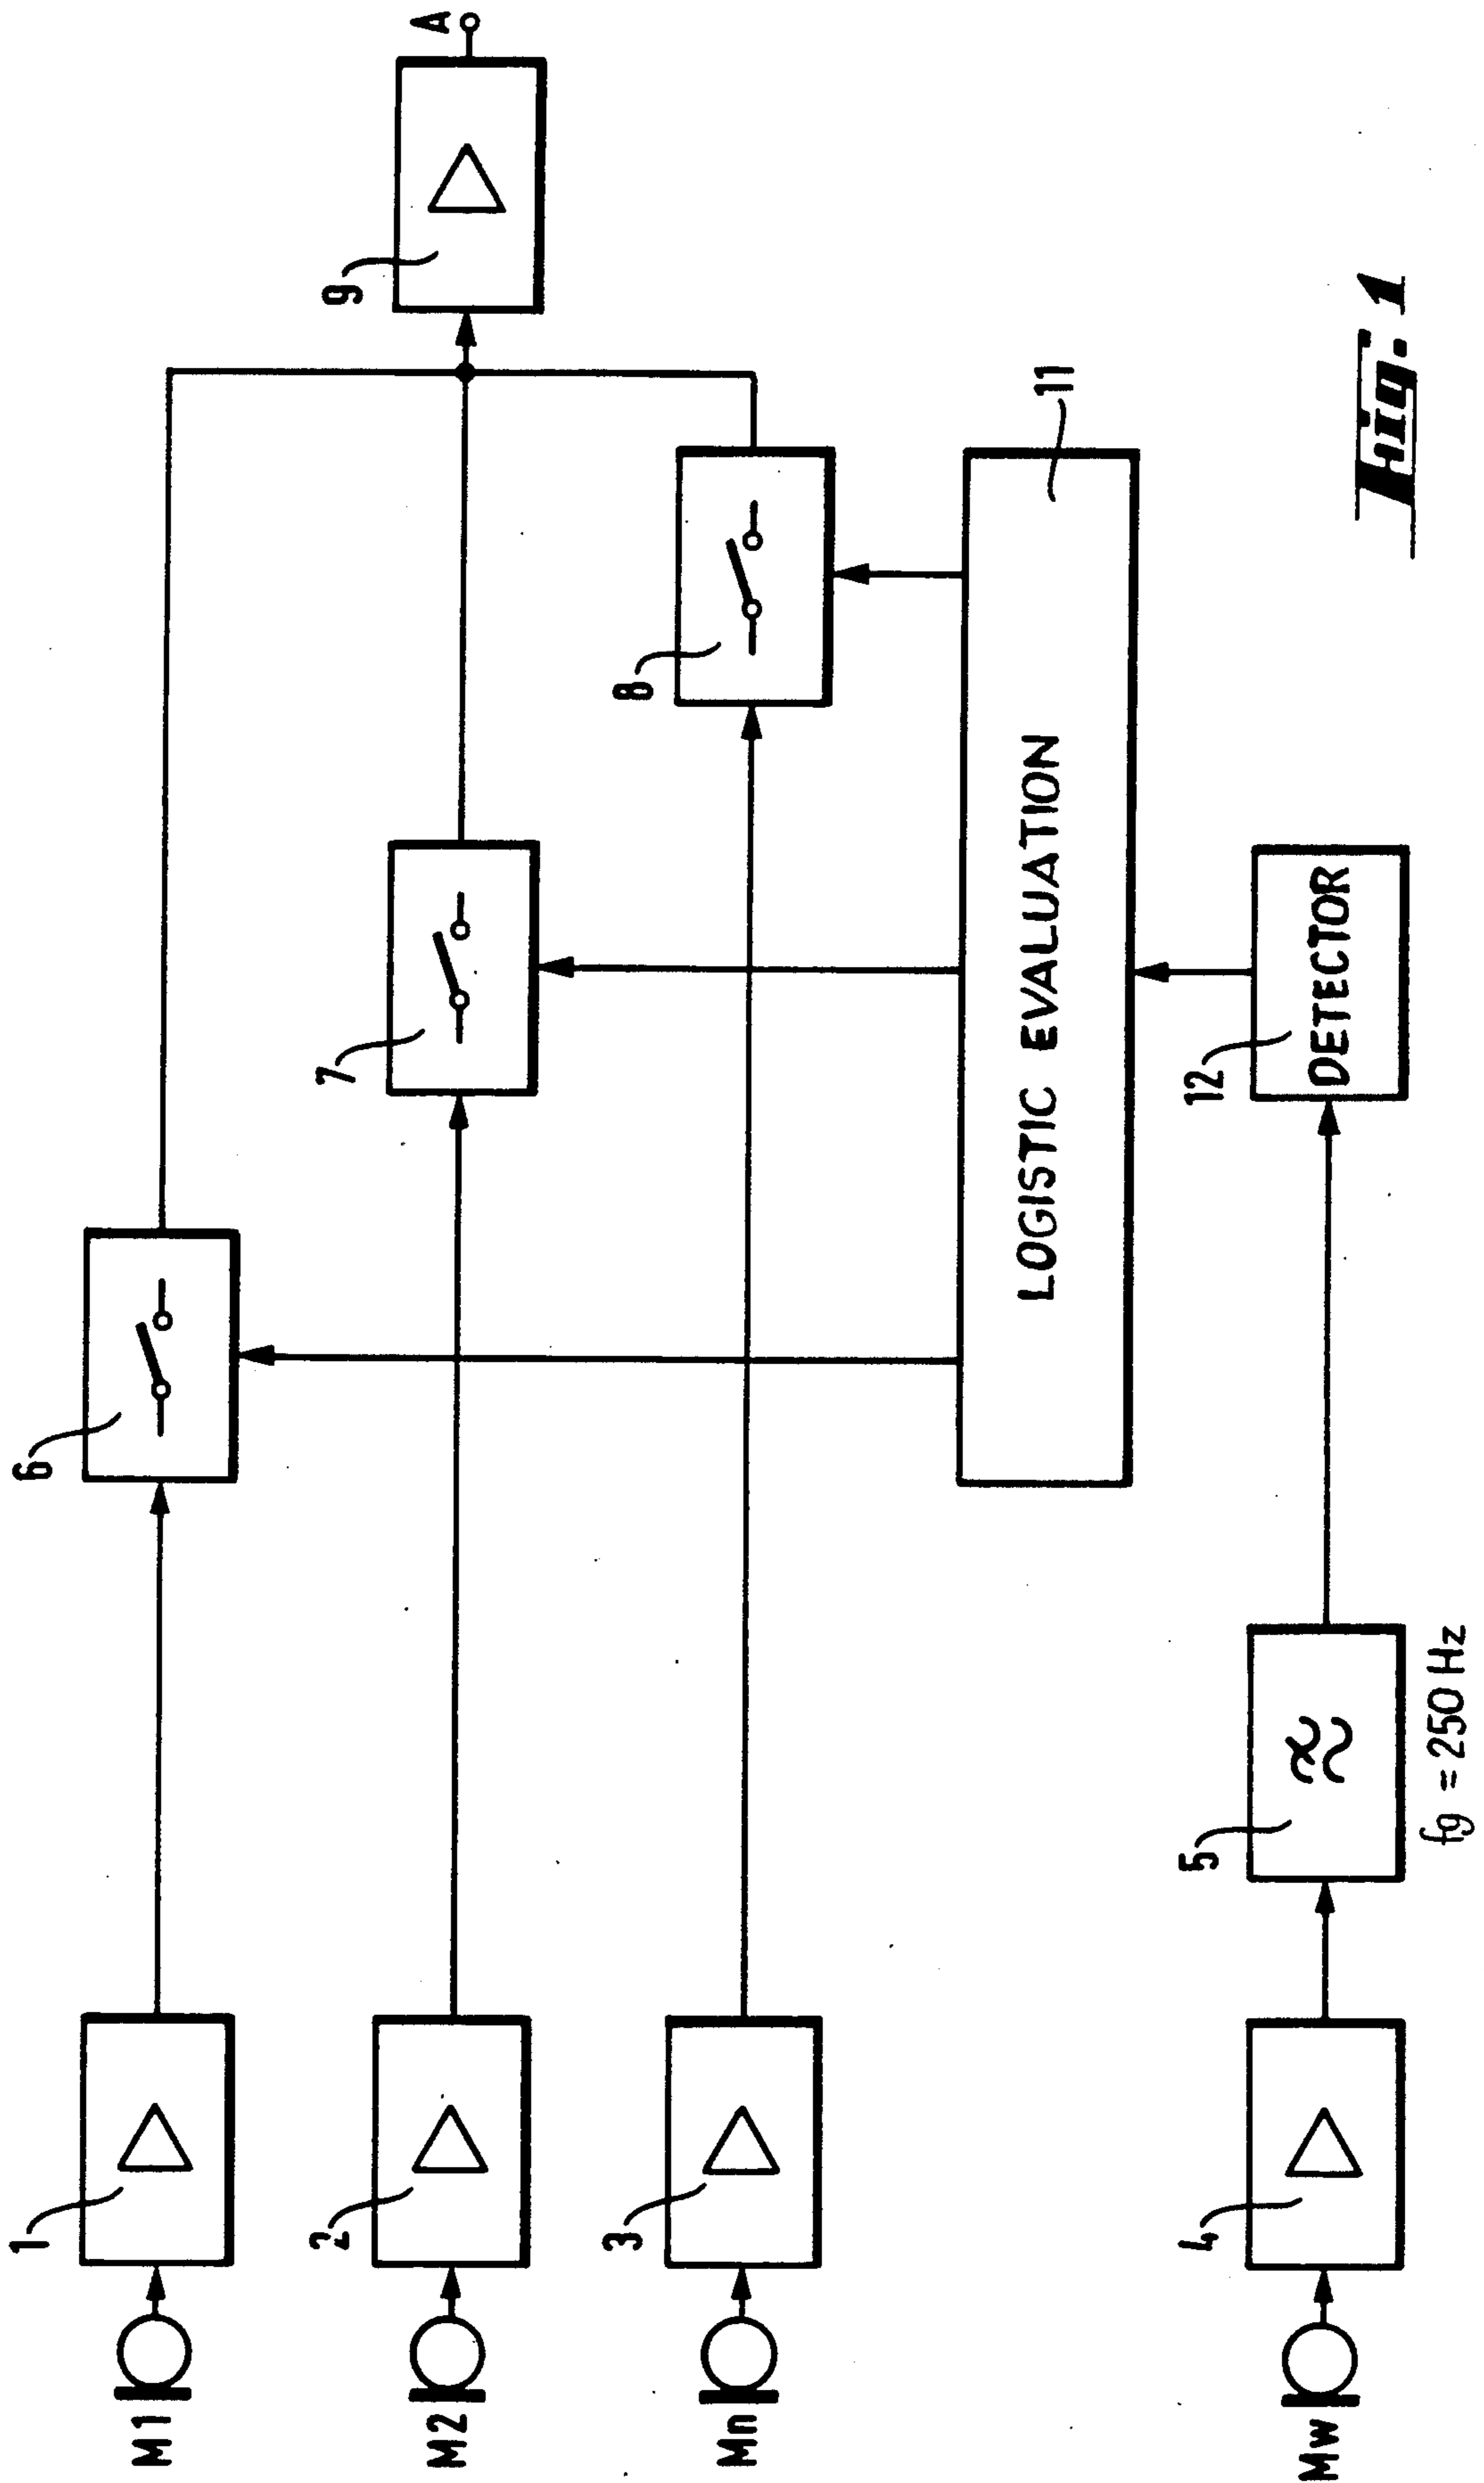 M1
1
6
M2
2
7
9
A
Mn
3
8
LOGISTIC EVALUATION
11
Mw
4
5
fg = 250 Hz
12
DETECTOR
Fig. 1